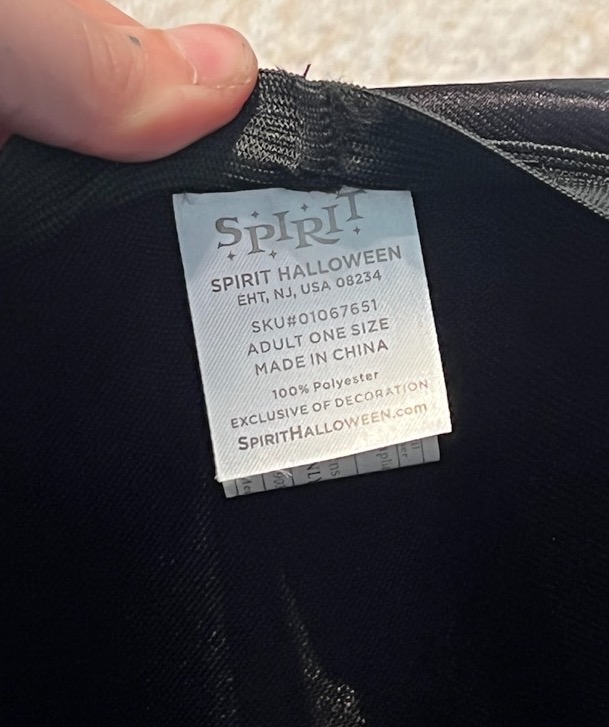 SPIRIT
SPIRIT HALLOWEEN
EHT, NJ, USA 08234
SKU#01067651
ADULT ONE SIZE
MADE IN CHINA
100% Polyester
EXCLUSIVE OF DECORATION
SPIRITHALLOWEEN.com